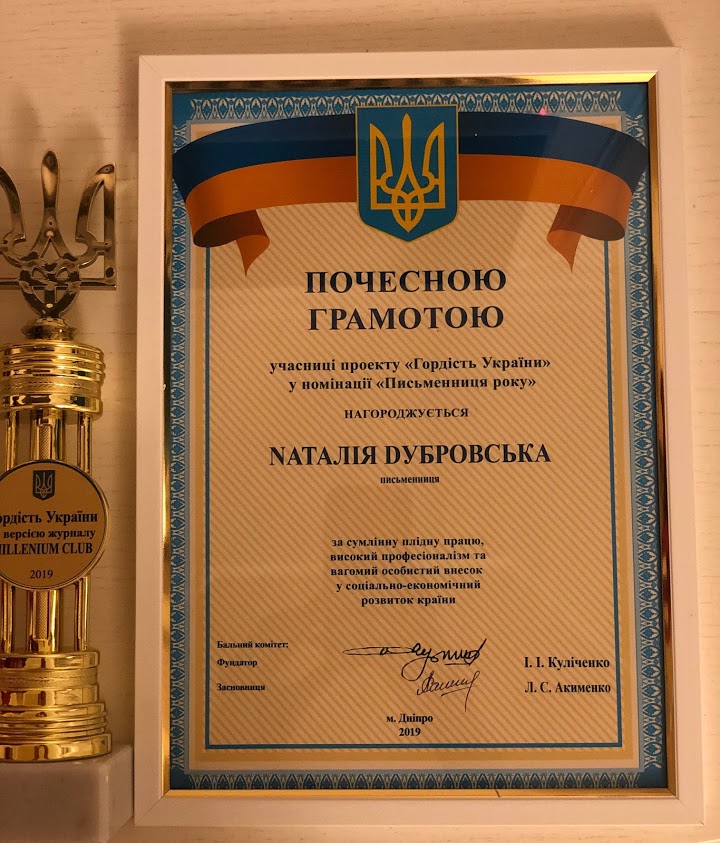 ПОЧЕСНОЮ
ГРАМОТОЮ
учасниці проекту «Гордість України»
у номінації «Письменниця року»
НАГОРОДЖУЄТЬСЯ
NАТАЛІЯ DУБРОВСЬКА
письменниця
за сумлінну плідну працю,
високий професіоналізм та
вагомий особистий внесок
у соціально-економічний
розвиток країни
Бальний комітет:
Фундатор
І. І. Куліченко
Засновниця
Л. С. Акименко
м. Дніпро
2019
ордість України
версією журналу
ILLENIUM CLUB
2019